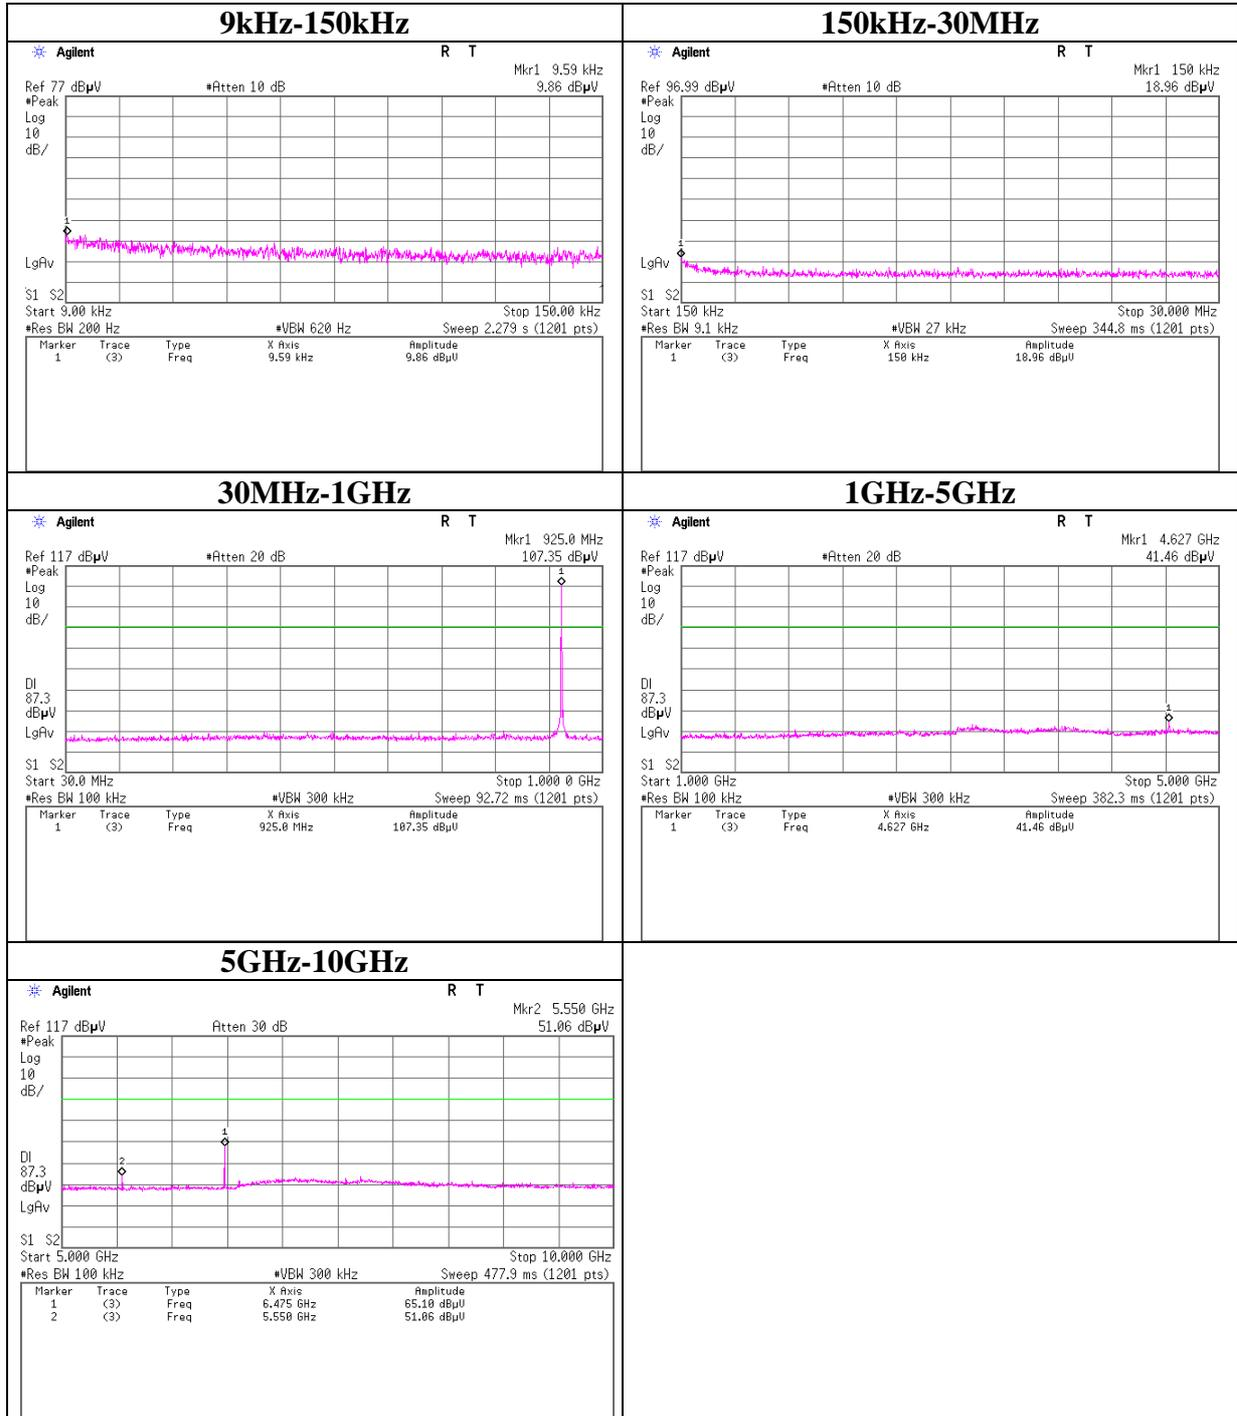 9kHz-150kHz
Agilent R T
Mkr1 9.59 kHz
Ref 77 dBµV #Atten 10 dB 9.86 dBµV
#Peak
Log
10
dB/
1
LgAv
S1 S2
Start 9.00 kHz Stop 150.00 kHz
#Res BW 200 Hz #VBW 620 Hz Sweep 2.279 s (1201 pts)
Marker Trace Type X Axis Amplitude
1 (3) Freq 9.59 kHz 9.86 dBµV
150kHz-30MHz
Agilent R T
Mkr1 150 kHz
Ref 96.99 dBµV #Atten 10 dB 18.96 dBµV
#Peak
Log
10
dB/
1
LgAv
S1 S2
Start 150 kHz Stop 30.000 MHz
#Res BW 9.1 kHz #VBW 27 kHz Sweep 344.8 ms (1201 pts)
Marker Trace Type X Axis Amplitude
1 (3) Freq 150 kHz 18.96 dBµV
30MHz-1GHz
Agilent R T
Mkr1 925.0 MHz
Ref 117 dBµV #Atten 20 dB 107.35 dBµV
#Peak
Log
10
dB/
1
DI
87.3
dBµV
LgAv
S1 S2
Start 30.0 MHz Stop 1.000 0 GHz
#Res BW 100 kHz #VBW 300 kHz Sweep 92.72 ms (1201 pts)
Marker Trace Type X Axis Amplitude
1 (3) Freq 925.0 MHz 107.35 dBµV
1GHz-5GHz
Agilent R T
Mkr1 4.627 GHz
Ref 117 dBµV #Atten 20 dB 41.46 dBµV
#Peak
Log
10
dB/
DI
87.3
dBµV
1
LgAv
S1 S2
Start 1.000 GHz Stop 5.000 GHz
#Res BW 100 kHz #VBW 300 kHz Sweep 382.3 ms (1201 pts)
Marker Trace Type X Axis Amplitude
1 (3) Freq 4.627 GHz 41.46 dBµV
5GHz-10GHz
Agilent R T
Mkr2 5.550 GHz
Ref 117 dBµV Atten 30 dB 51.06 dBµV
#Peak
Log
10
dB/
1
DI 2
87.3
dBµV
LgAv
S1 S2
Start 5.000 GHz Stop 10.000 GHz
#Res BW 100 kHz #VBW 300 kHz Sweep 477.9 ms (1201 pts)
Marker Trace Type X Axis Amplitude
1 (3) Freq 6.475 GHz 65.10 dBµV
2 (3) Freq 5.550 GHz 51.06 dBµV